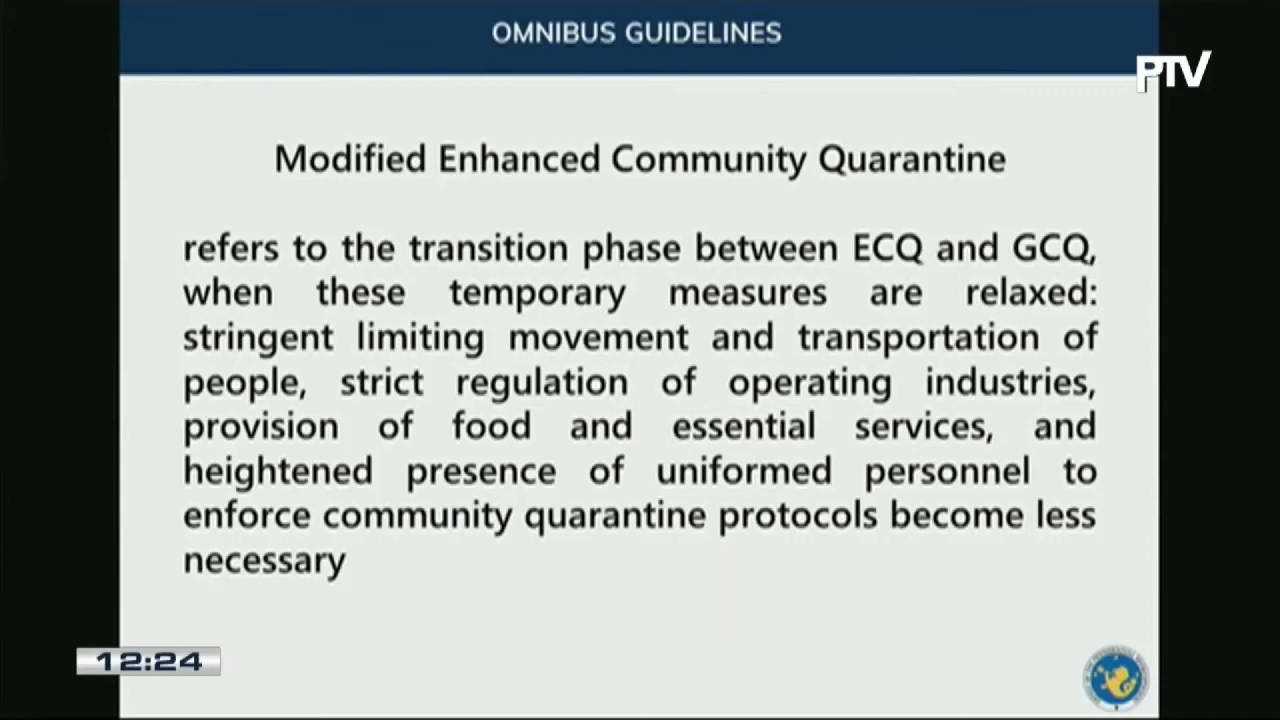 OMNIBUS GUIDELINES
PTV
Modified Enhanced Community Quarantine
refers to the transition phase between ECQ and GCQ,
when these temporary measures are relaxed:
stringent limiting movement and transportation of
people, strict regulation of operating industries,
provision of food and essential services, and
heightened presence of uniformed personnel to
enforce community quarantine protocols become less
necessary
12:24